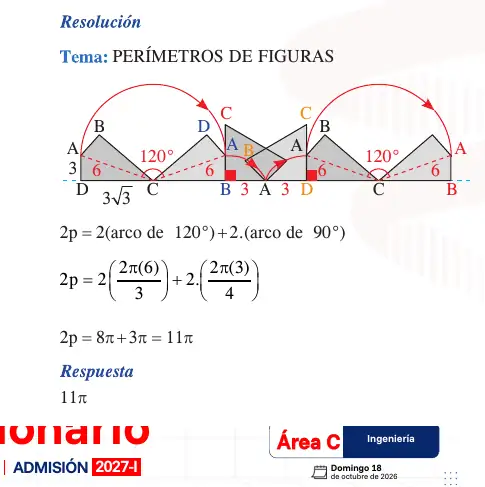 Resolución
Tema: PERÍMETROS DE FIGURAS
C C
B D A B A B
A 120° 120° A
3 6 6 6 6
D 3√3 C B 3 A 3 D C B
2p = 2(arco de 120°) + 2.(arco de 90°)
2p = 2(2π(6)/3) + 2.(2π(3)/4)
2p = 8π + 3π = 11π
Respuesta
11π
ionario
| ADMISIÓN 2027-I
Área C Ingeniería
Domingo 18
de octubre de 2026